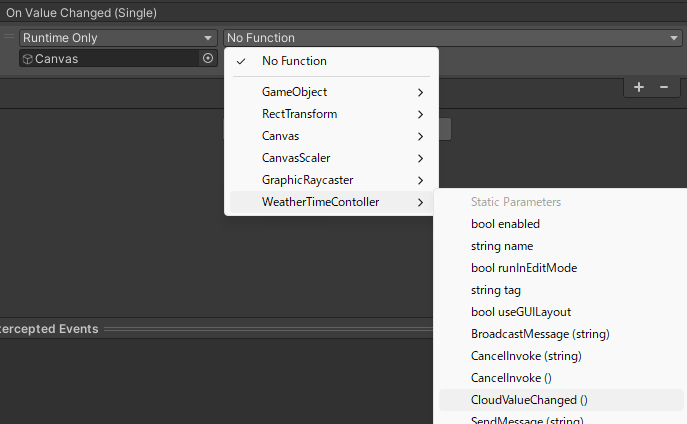 On Value Changed (Single)
Runtime Only
No Function
Canvas
No Function
GameObject
RectTransform
Canvas
CanvasScaler
GraphicRaycaster
WeatherTimeContoller
Static Parameters
bool enabled
string name
bool runInEditMode
string tag
bool useGUILayout
BroadcastMessage (string)
CancelInvoke (string)
CancelInvoke ()
CloudValueChanged ()
SendMessage (string)
tercepted Events